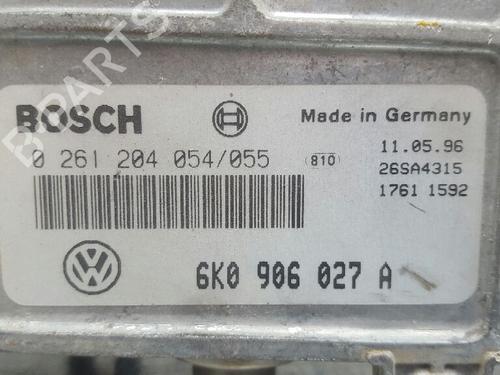 B-PARTS
BOSCH
Made in Germany
0 261 204 054/055
810
11.05.96
26SA4315
1761 1592
6K0 906 027 A